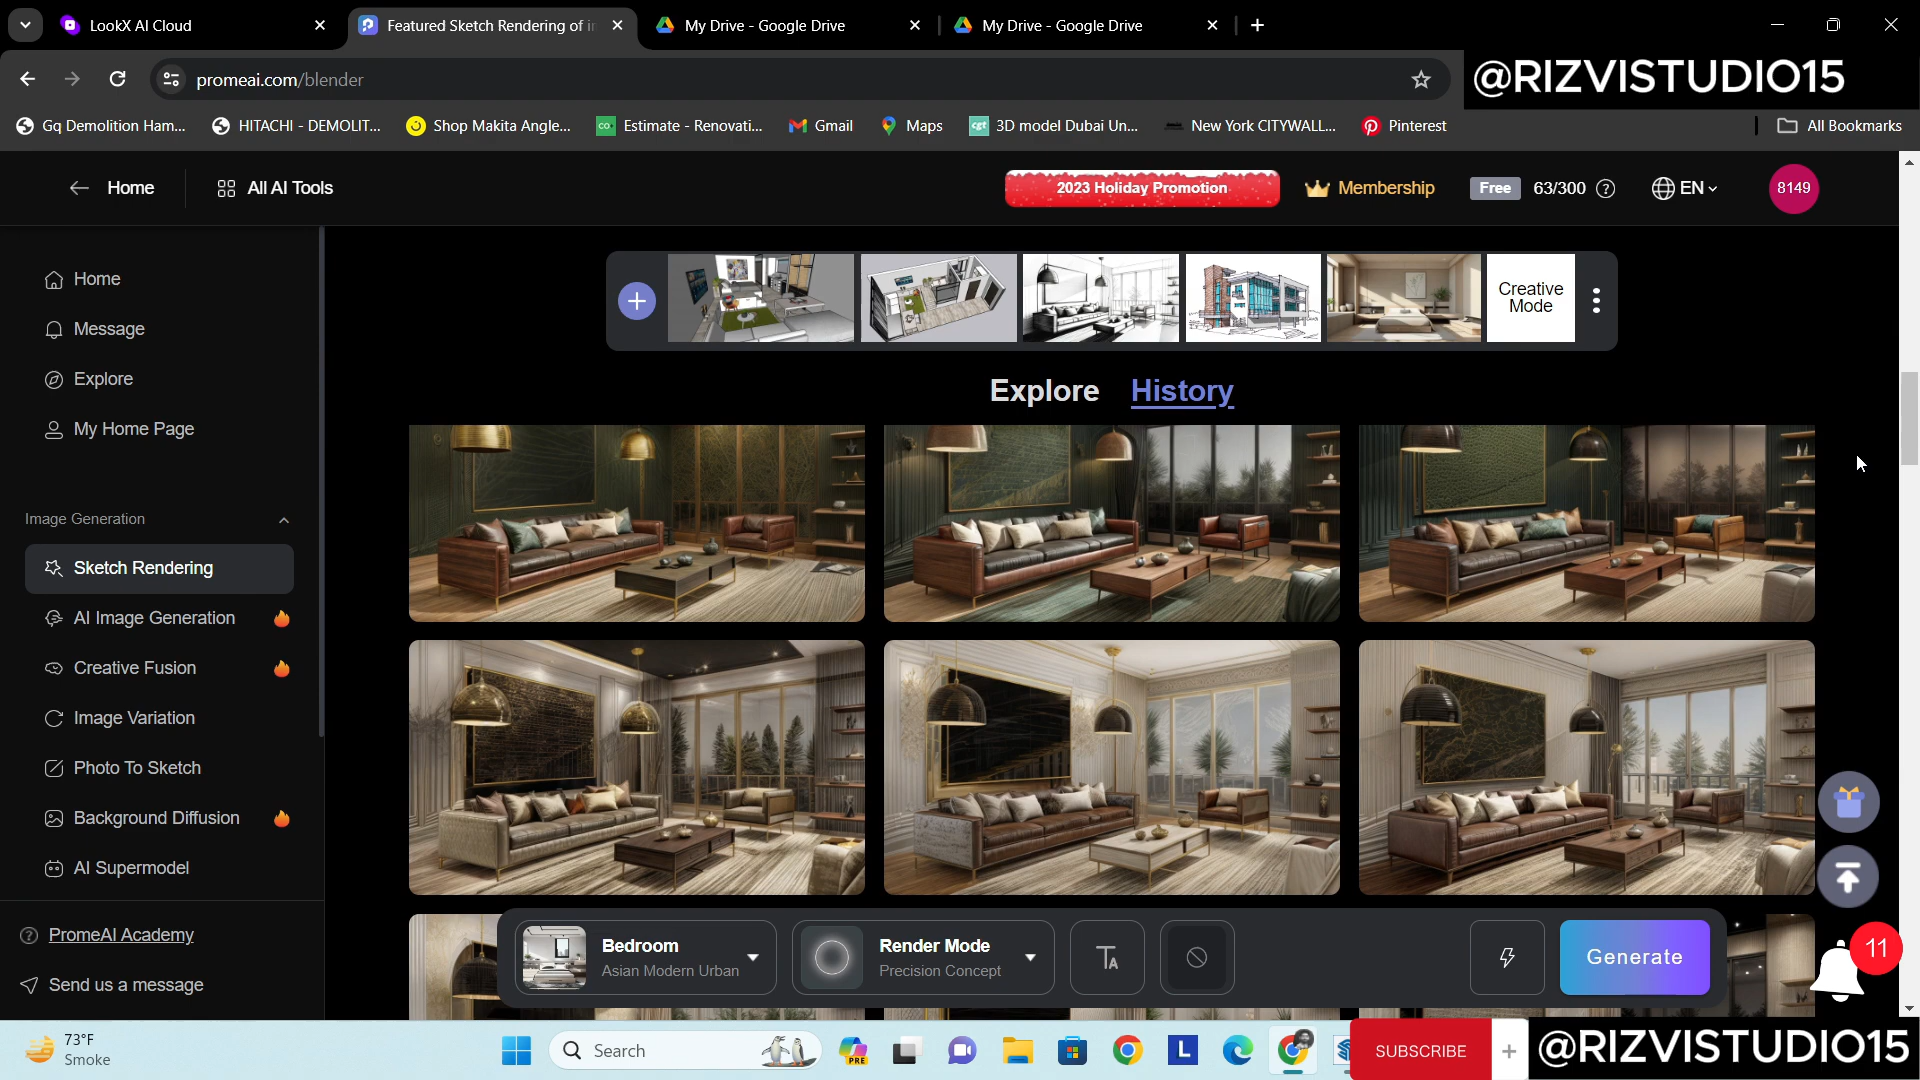 LookX AI Cloud
Featured Sketch Rendering of in
My Drive - Google Drive
My Drive - Google Drive
promeai.com/blender
@RIZVISTUDIO15
Gq Demolition Ham...
HITACHI - DEMOLIT...
Shop Makita Angle...
co.
Estimate - Renovati...
Gmail
Maps
cgt
3D model Dubai Un...
New York CITYWALL...
Pinterest
All Bookmarks
Home
All AI Tools
2023 Holiday Promotion
Membership
Free
63/300
?
EN
8149
Home
Message
Explore
My Home Page
Creative
Mode
Explore
History
Image Generation
Sketch Rendering
AI Image Generation
Creative Fusion
Image Variation
Photo To Sketch
Background Diffusion
AI Supermodel
PromeAI Academy
Send us a message
Bedroom
Asian Modern Urban
Render Mode
Precision Concept
TA
Generate
11
73°F
Smoke
Search
PRE
L
SUBSCRIBE
+
@RIZVISTUDIO15